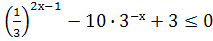 (1/3)^{2x−1} − 10 · 3^{−x} + 3 ≤ 0